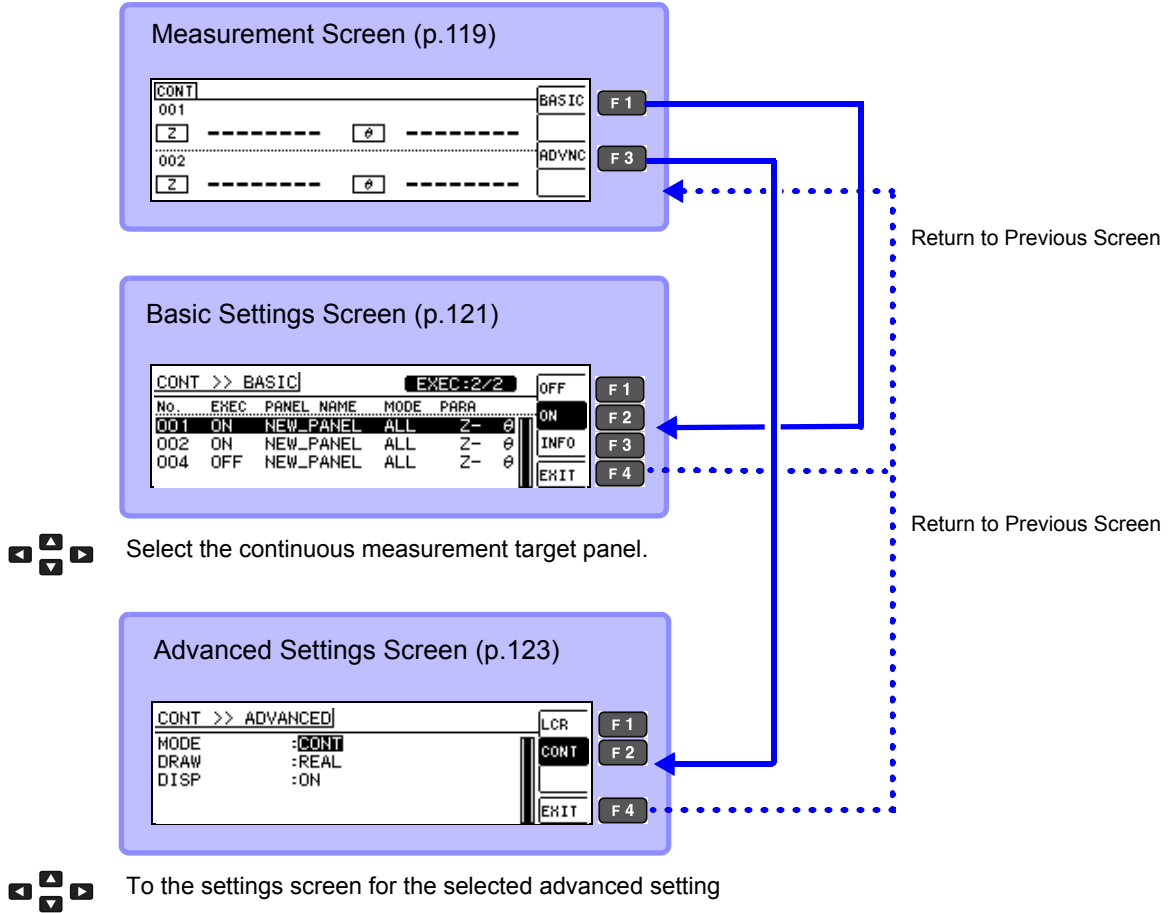 Measurement Screen (p.119)
CONT
001
Z -------- θ --------
002
Z -------- θ --------
BASIC
ADVNC
F 1
F 3
Return to Previous Screen
Basic Settings Screen (p.121)
CONT >> BASIC EXEC:2/2
No. EXEC PANEL NAME MODE PARA
001 ON NEW_PANEL ALL Z- θ
002 ON NEW_PANEL ALL Z- θ
004 OFF NEW_PANEL ALL Z- θ
OFF
ON
INFO
EXIT
F 1
F 2
F 3
F 4
Return to Previous Screen
Select the continuous measurement target panel.
Advanced Settings Screen (p.123)
CONT >> ADVANCED
MODE :CONT
DRAW :REAL
DISP :ON
LCR
CONT
EXIT
F 1
F 2
F 4
To the settings screen for the selected advanced setting